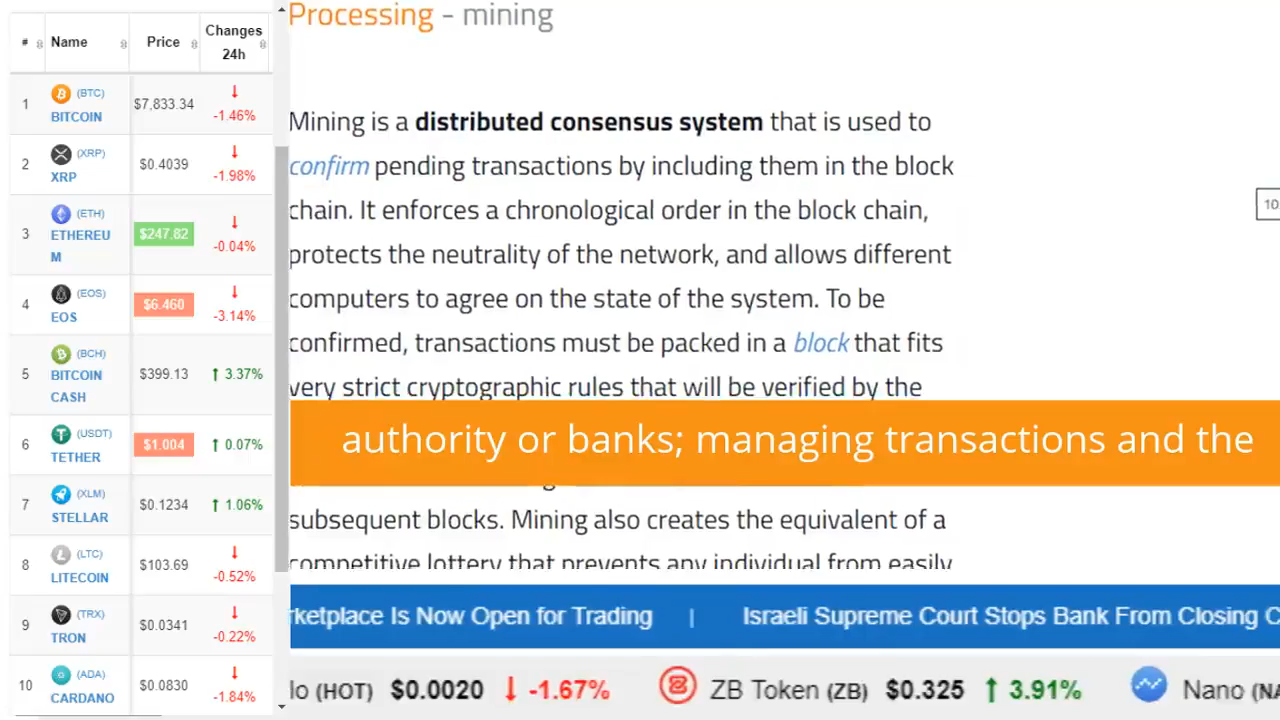 # Name Price Changes 24h
1 (BTC) BITCOIN $7,833.34 ↓ -1.46%
2 (XRP) XRP $0.4039 ↓ -1.98%
3 (ETH) ETHEREUM $247.82 ↓ -0.04%
4 (EOS) EOS $6.460 ↓ -3.14%
5 (BCH) BITCOIN CASH $399.13 ↑ 3.37%
6 (USDT) TETHER $1.004 ↑ 0.07%
7 (XLM) STELLAR $0.1234 ↑ 1.06%
8 (LTC) LITECOIN $103.69 ↓ -0.52%
9 (TRX) TRON $0.0341 ↓ -0.22%
10 (ADA) CARDANO $0.0830 ↓ -1.84%
Processing - mining
Mining is a distributed consensus system that is used to
confirm pending transactions by including them in the block
chain. It enforces a chronological order in the block chain,
protects the neutrality of the network, and allows different
computers to agree on the state of the system. To be
confirmed, transactions must be packed in a block that fits
very strict cryptographic rules that will be verified by the
authority or banks; managing transactions and the
subsequent blocks. Mining also creates the equivalent of a
competitive lottery that prevents any individual from easily
10
rketplace Is Now Open for Trading | Israeli Supreme Court Stops Bank From Closing C
lo (HOT) $0.0020 ↓ -1.67% ZB Token (ZB) $0.325 ↑ 3.91% Nano (NA